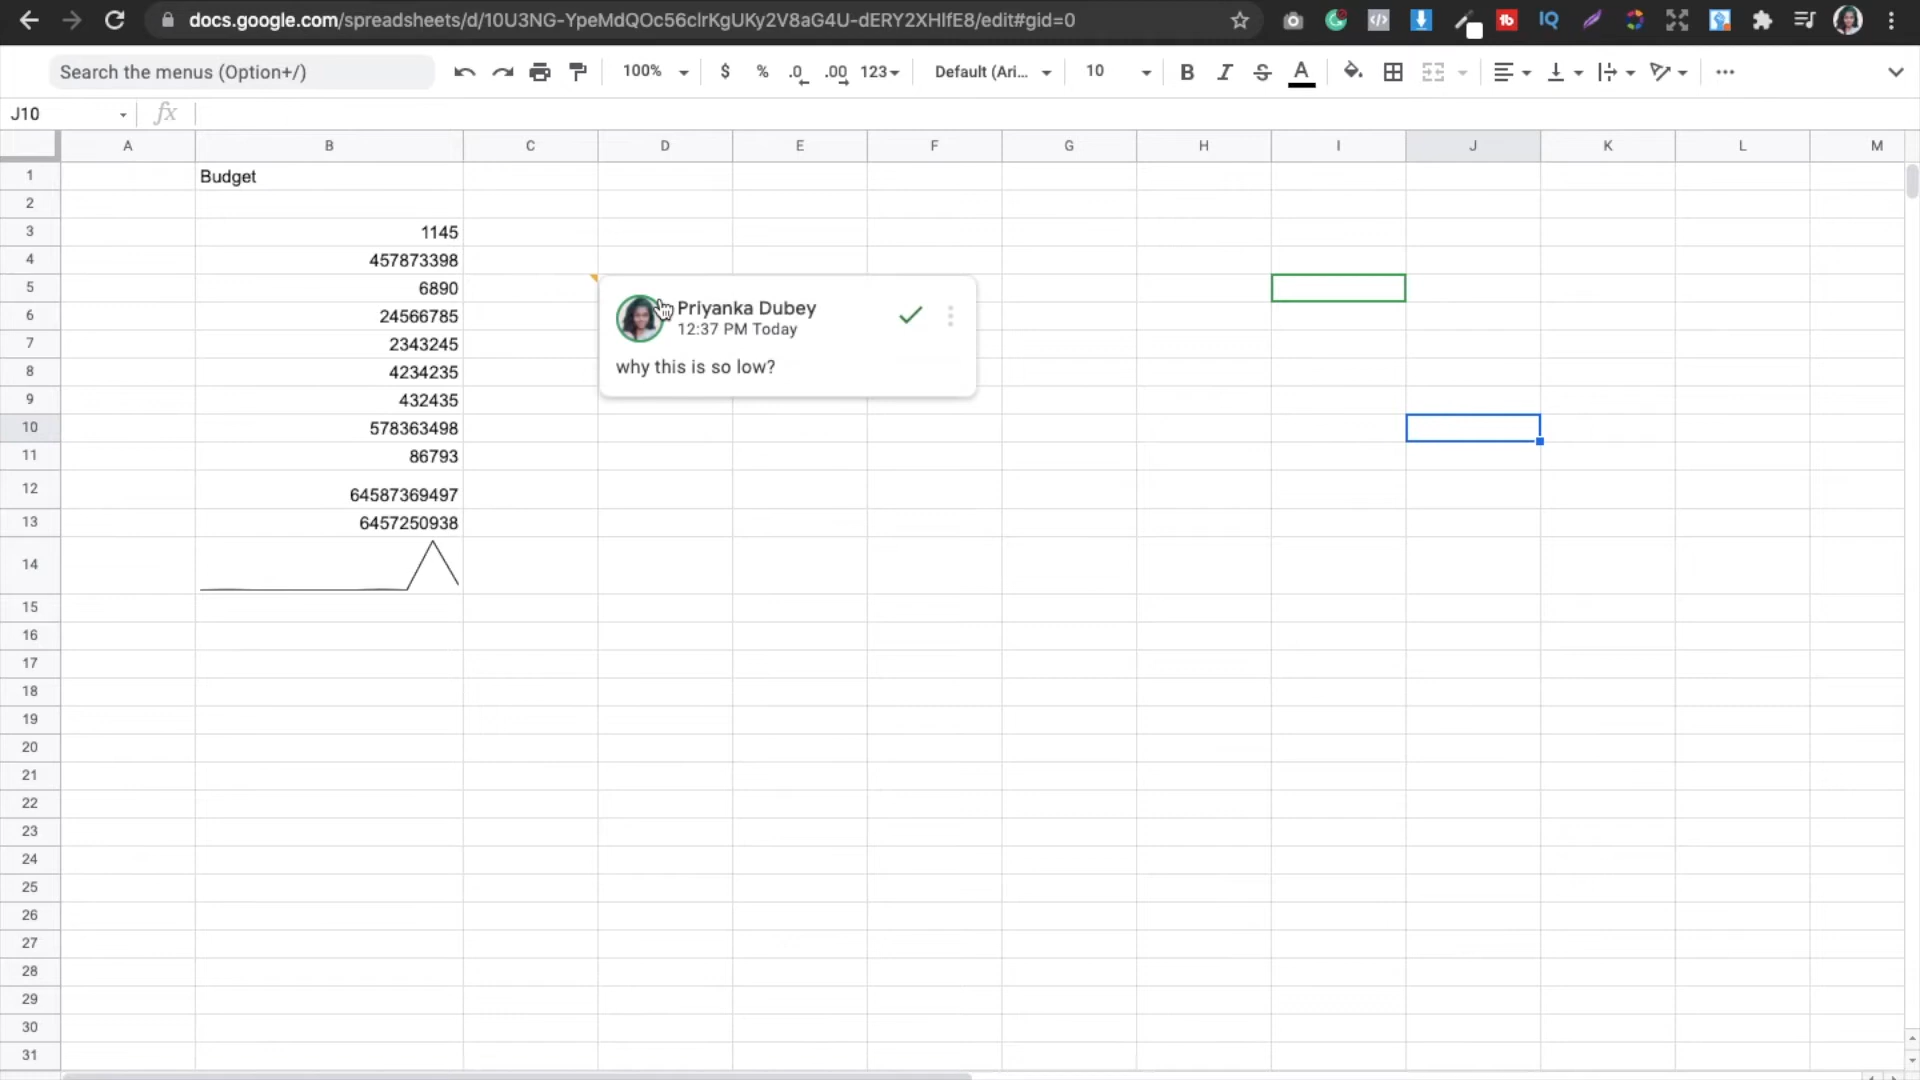 docs.google.com/spreadsheets/d/10U3NG-YpeMdQOc56clrKgUKy2V8aG4U-dERY2XHlfE8/edit#gid=0
tb
IQ
Search the menus (Option+/)
100%
$
%
.0
.00
123
Default (Ari...
10
B
I
S
A
J10
fx
A B C D E F G H I J K L M
1 Budget
2
3 1145
4 457873398
5 6890
6 24566785
7 2343245
8 4234235
9 432435
10 578363498
11 86793
12 64587369497
13 6457250938
14
15
16
17
18
19
20
21
22
23
24
25
26
27
28
29
30
31
Priyanka Dubey
12:37 PM Today
why this is so low?